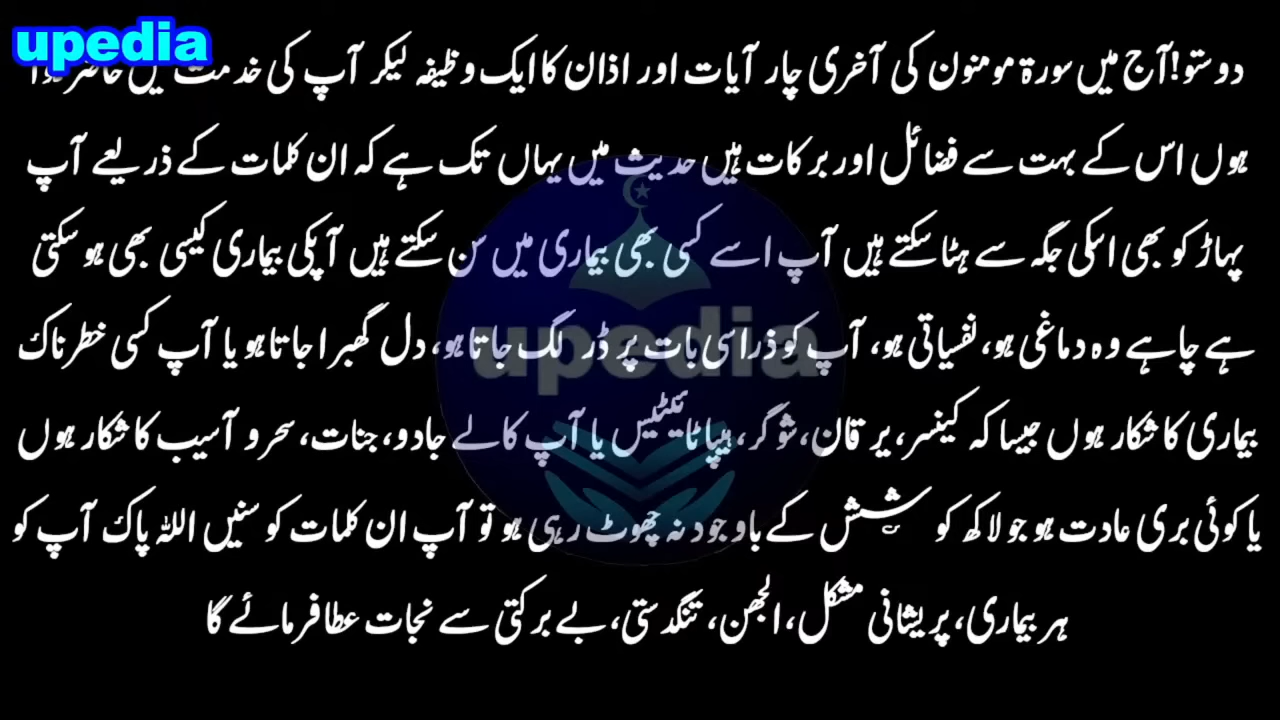 upedia
دوستو! آج میں سورۃ مومنون کی آخری چار آیات اور اذان کا ایک وظیفہ لیکر آپ کی خدمت میں حاضر ہوا
ہوں اس کے بہت سے فضائل اور برکات ہیں حدیث میں یہاں تک ہے کہ ان کلمات کے ذریعے آپ
پہاڑ کو بھی اسکی جگہ سے ہٹا سکتے ہیں آپ اسے کسی بھی بیماری میں سن سکتے ہیں آپکی بیماری کیسی بھی ہو سکتی
ہے چاہے وہ دماغی ہو، نفسیاتی ہو، آپ کو ذرا سی بات پر ڈر لگ جاتا ہو، دل گھبرا جاتا ہو یا آپ کسی خطرناک
upedia
بیماری کا شکار ہوں جیسا کہ کینسر، یرقان، شوگر، ہیپاٹائیٹیس یا آپ کالے جادو، جنات، سحر و آسیب کا شکار ہوں
یا کوئی بری عادت ہو جو لاکھ کوشش کے باوجود نہ چھوٹ رہی ہو تو آپ ان کلمات کو سنیں اللہ پاک آپ کو
ہر بیماری، پریشانی مشکل، الجھن، تنگدستی، بے برکتی سے نجات عطا فرمائے گا